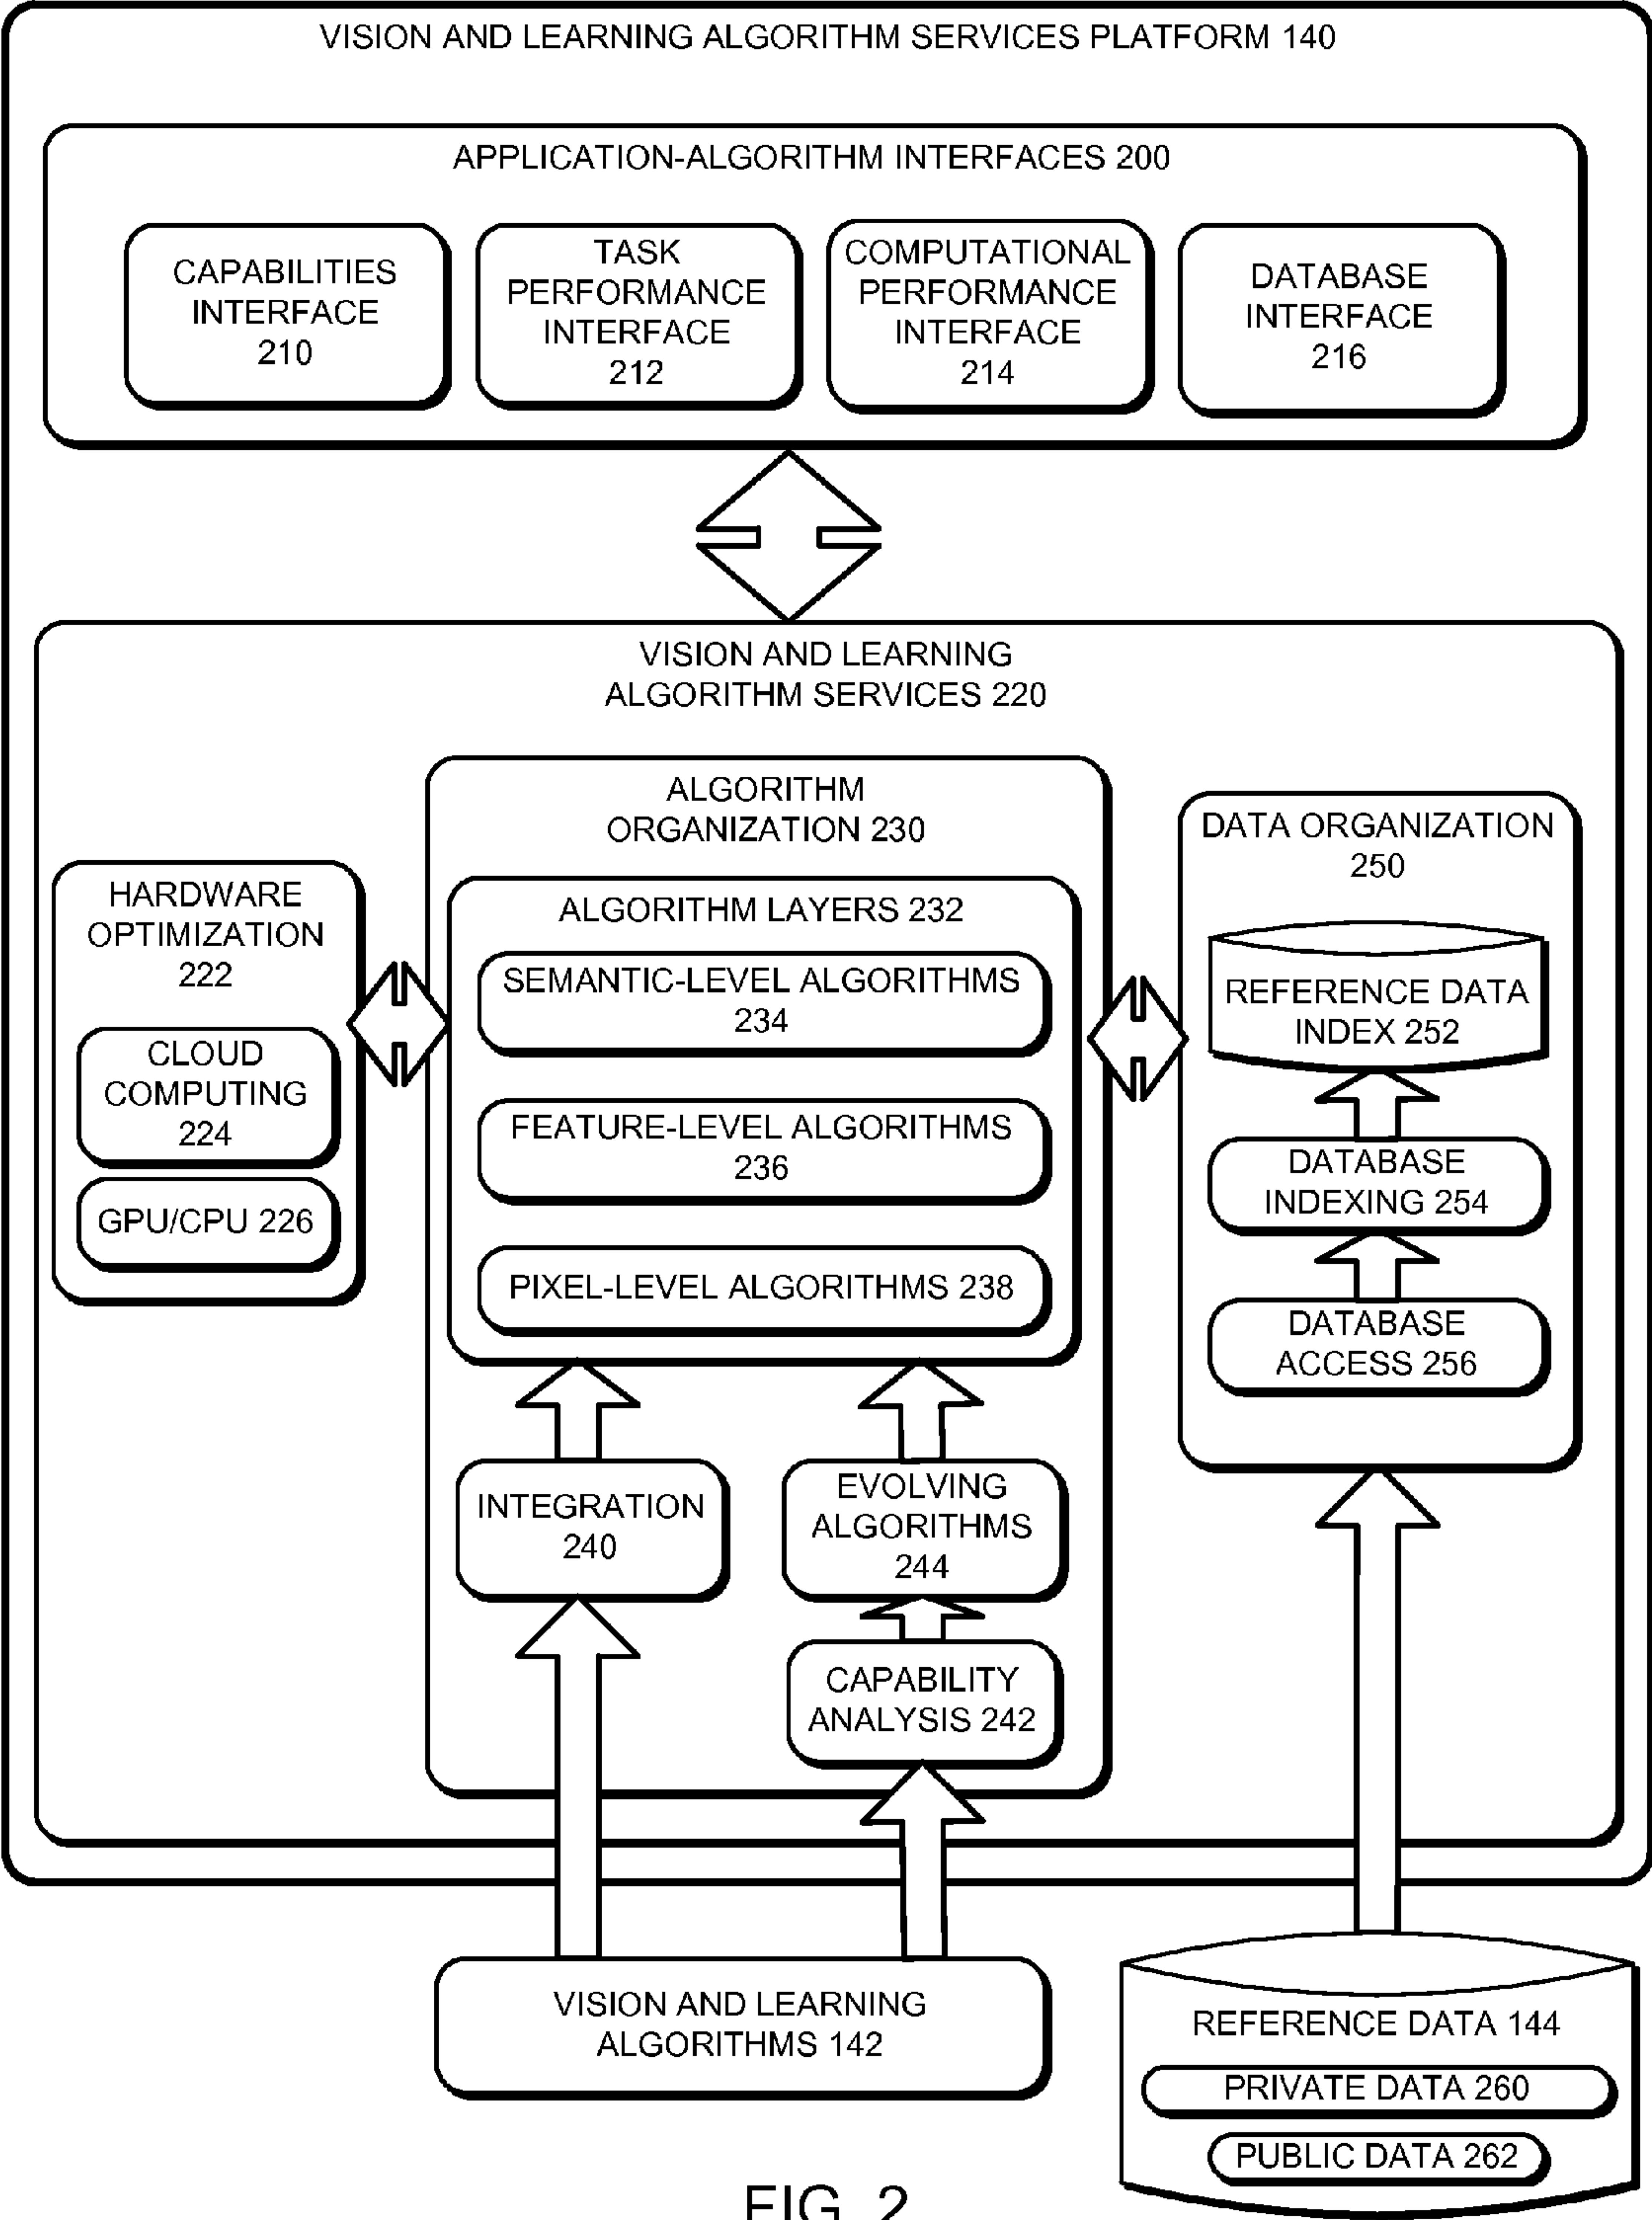 VISION AND LEARNING ALGORITHM SERVICES PLATFORM 140
APPLICATION-ALGORITHM INTERFACES 200
CAPABILITIES
INTERFACE
210
TASK
PERFORMANCE
INTERFACE
212
COMPUTATIONAL
PERFORMANCE
INTERFACE
214
DATABASE
INTERFACE
216
VISION AND LEARNING
ALGORITHM SERVICES 220
HARDWARE
OPTIMIZATION
222
CLOUD
COMPUTING
224
GPU/CPU 226
ALGORITHM
ORGANIZATION 230
ALGORITHM LAYERS 232
SEMANTIC-LEVEL ALGORITHMS
234
FEATURE-LEVEL ALGORITHMS
236
PIXEL-LEVEL ALGORITHMS 238
INTEGRATION
240
EVOLVING
ALGORITHMS
244
CAPABILITY
ANALYSIS 242
DATA ORGANIZATION
250
REFERENCE DATA
INDEX 252
DATABASE
INDEXING 254
DATABASE
ACCESS 256
VISION AND LEARNING
ALGORITHMS 142
REFERENCE DATA 144
PRIVATE DATA 260
PUBLIC DATA 262
FIG. 2